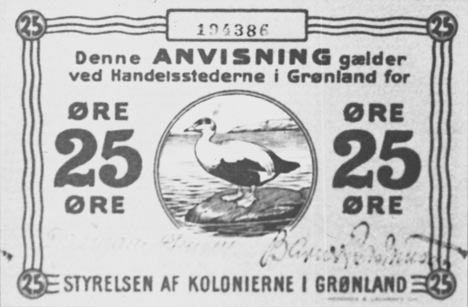 25 194386 25
Denne ANVISNING gælder
ved Handelsstederne i Grønland for
ØRE ØRE
25 25
ØRE ØRE
25 STYRELSEN AF KOLONIERNE I GRØNLAND 25